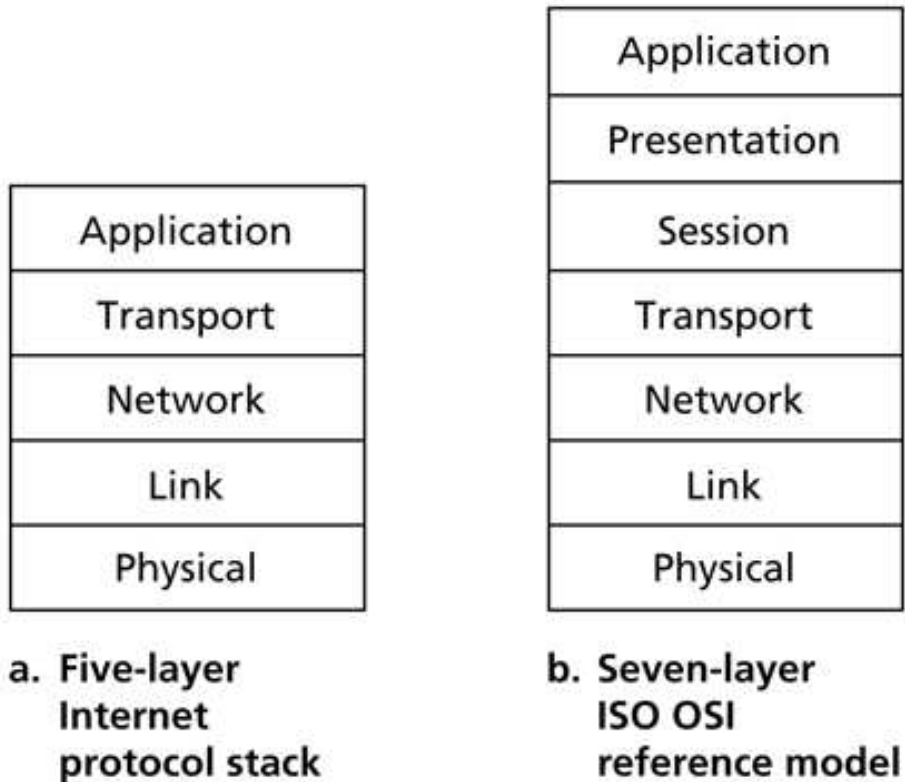 Application
Transport
Network
Link
Physical
a. Five-layer
Internet
protocol stack
Application
Presentation
Session
Transport
Network
Link
Physical
b. Seven-layer
ISO OSI
reference model